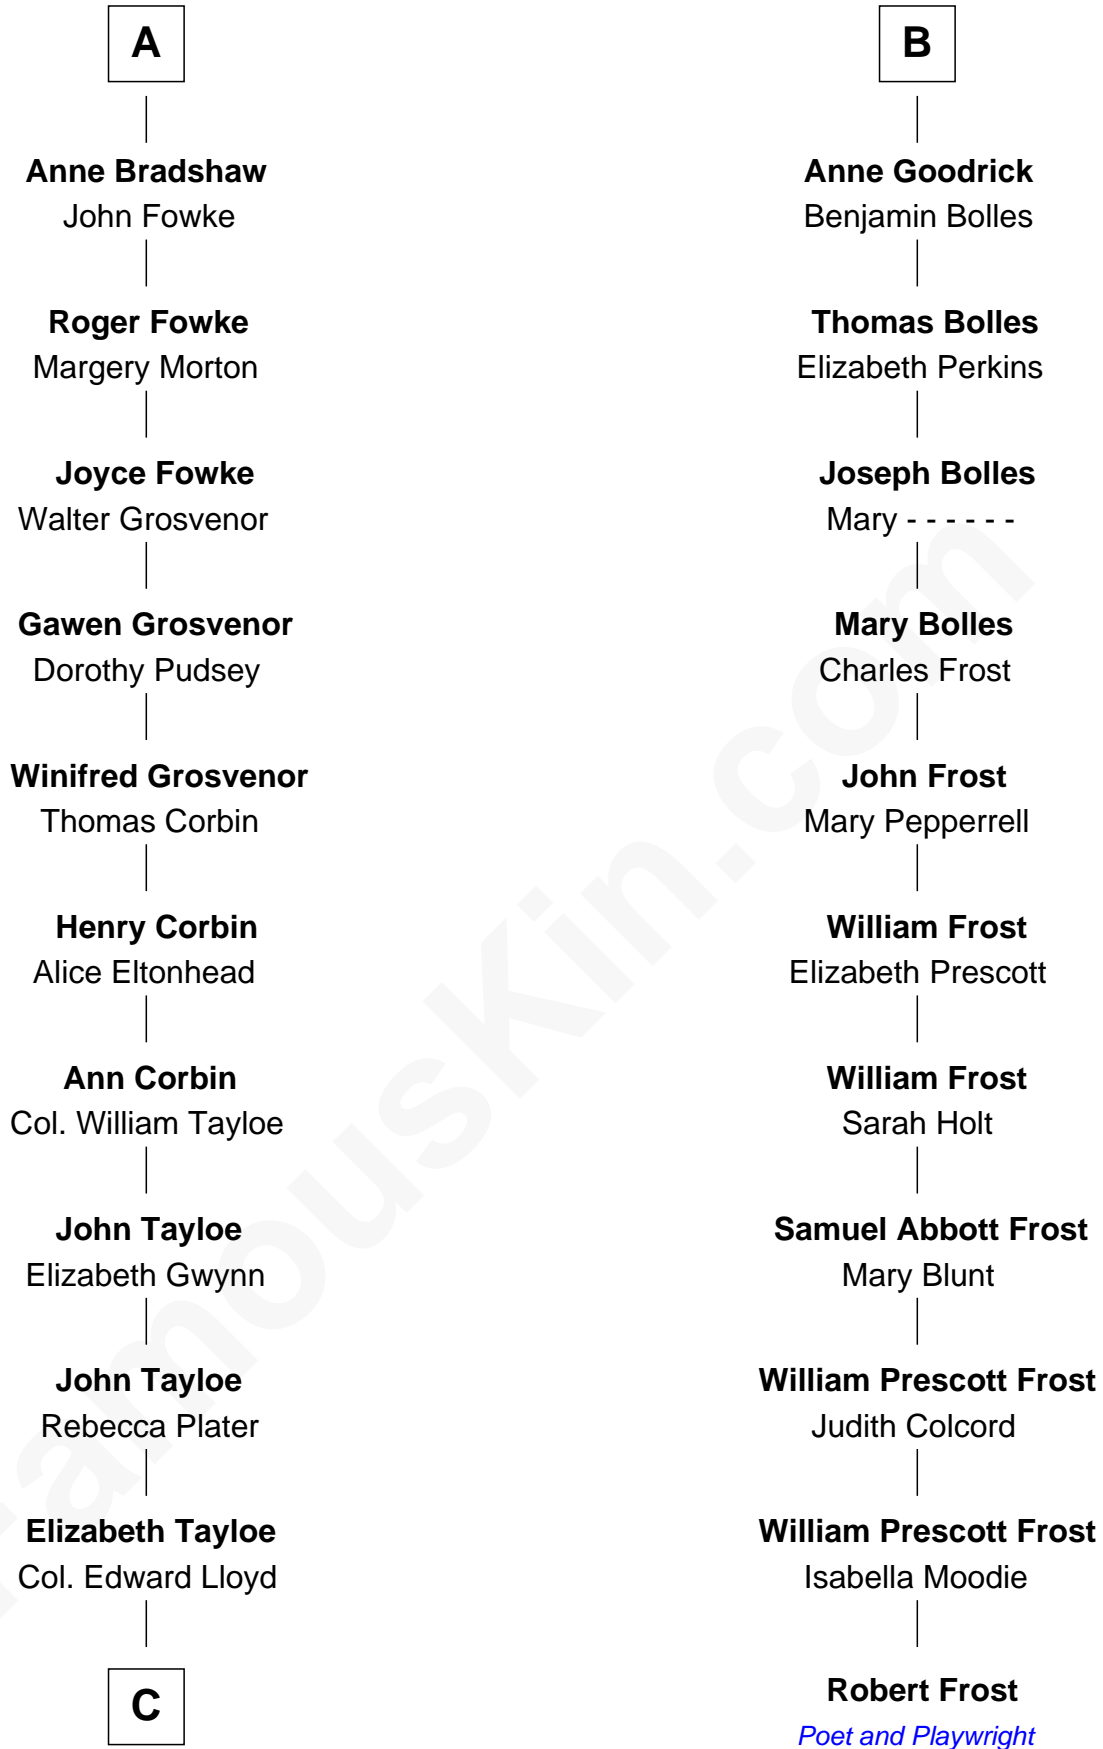 A
Anne Bradshaw
John Fowke
Roger Fowke
Margery Morton
Joyce Fowke
Walter Grosvenor
Gawen Grosvenor
Dorothy Pudsey
Winifred Grosvenor
Thomas Corbin
Henry Corbin
Alice Eltonhead
Ann Corbin
Col. William Tayloe
John Tayloe
Elizabeth Gwynn
John Tayloe
Rebecca Plater
Elizabeth Tayloe
Col. Edward Lloyd
C
B
Anne Goodrick
Benjamin Bolles
Thomas Bolles
Elizabeth Perkins
Joseph Bolles
Mary - - - - - -
Mary Bolles
Charles Frost
John Frost
Mary Pepperrell
William Frost
Elizabeth Prescott
William Frost
Sarah Holt
Samuel Abbott Frost
Mary Blunt
William Prescott Frost
Judith Colcord
William Prescott Frost
Isabella Moodie
Robert Frost
Poet and Playwright
FamousKin.com